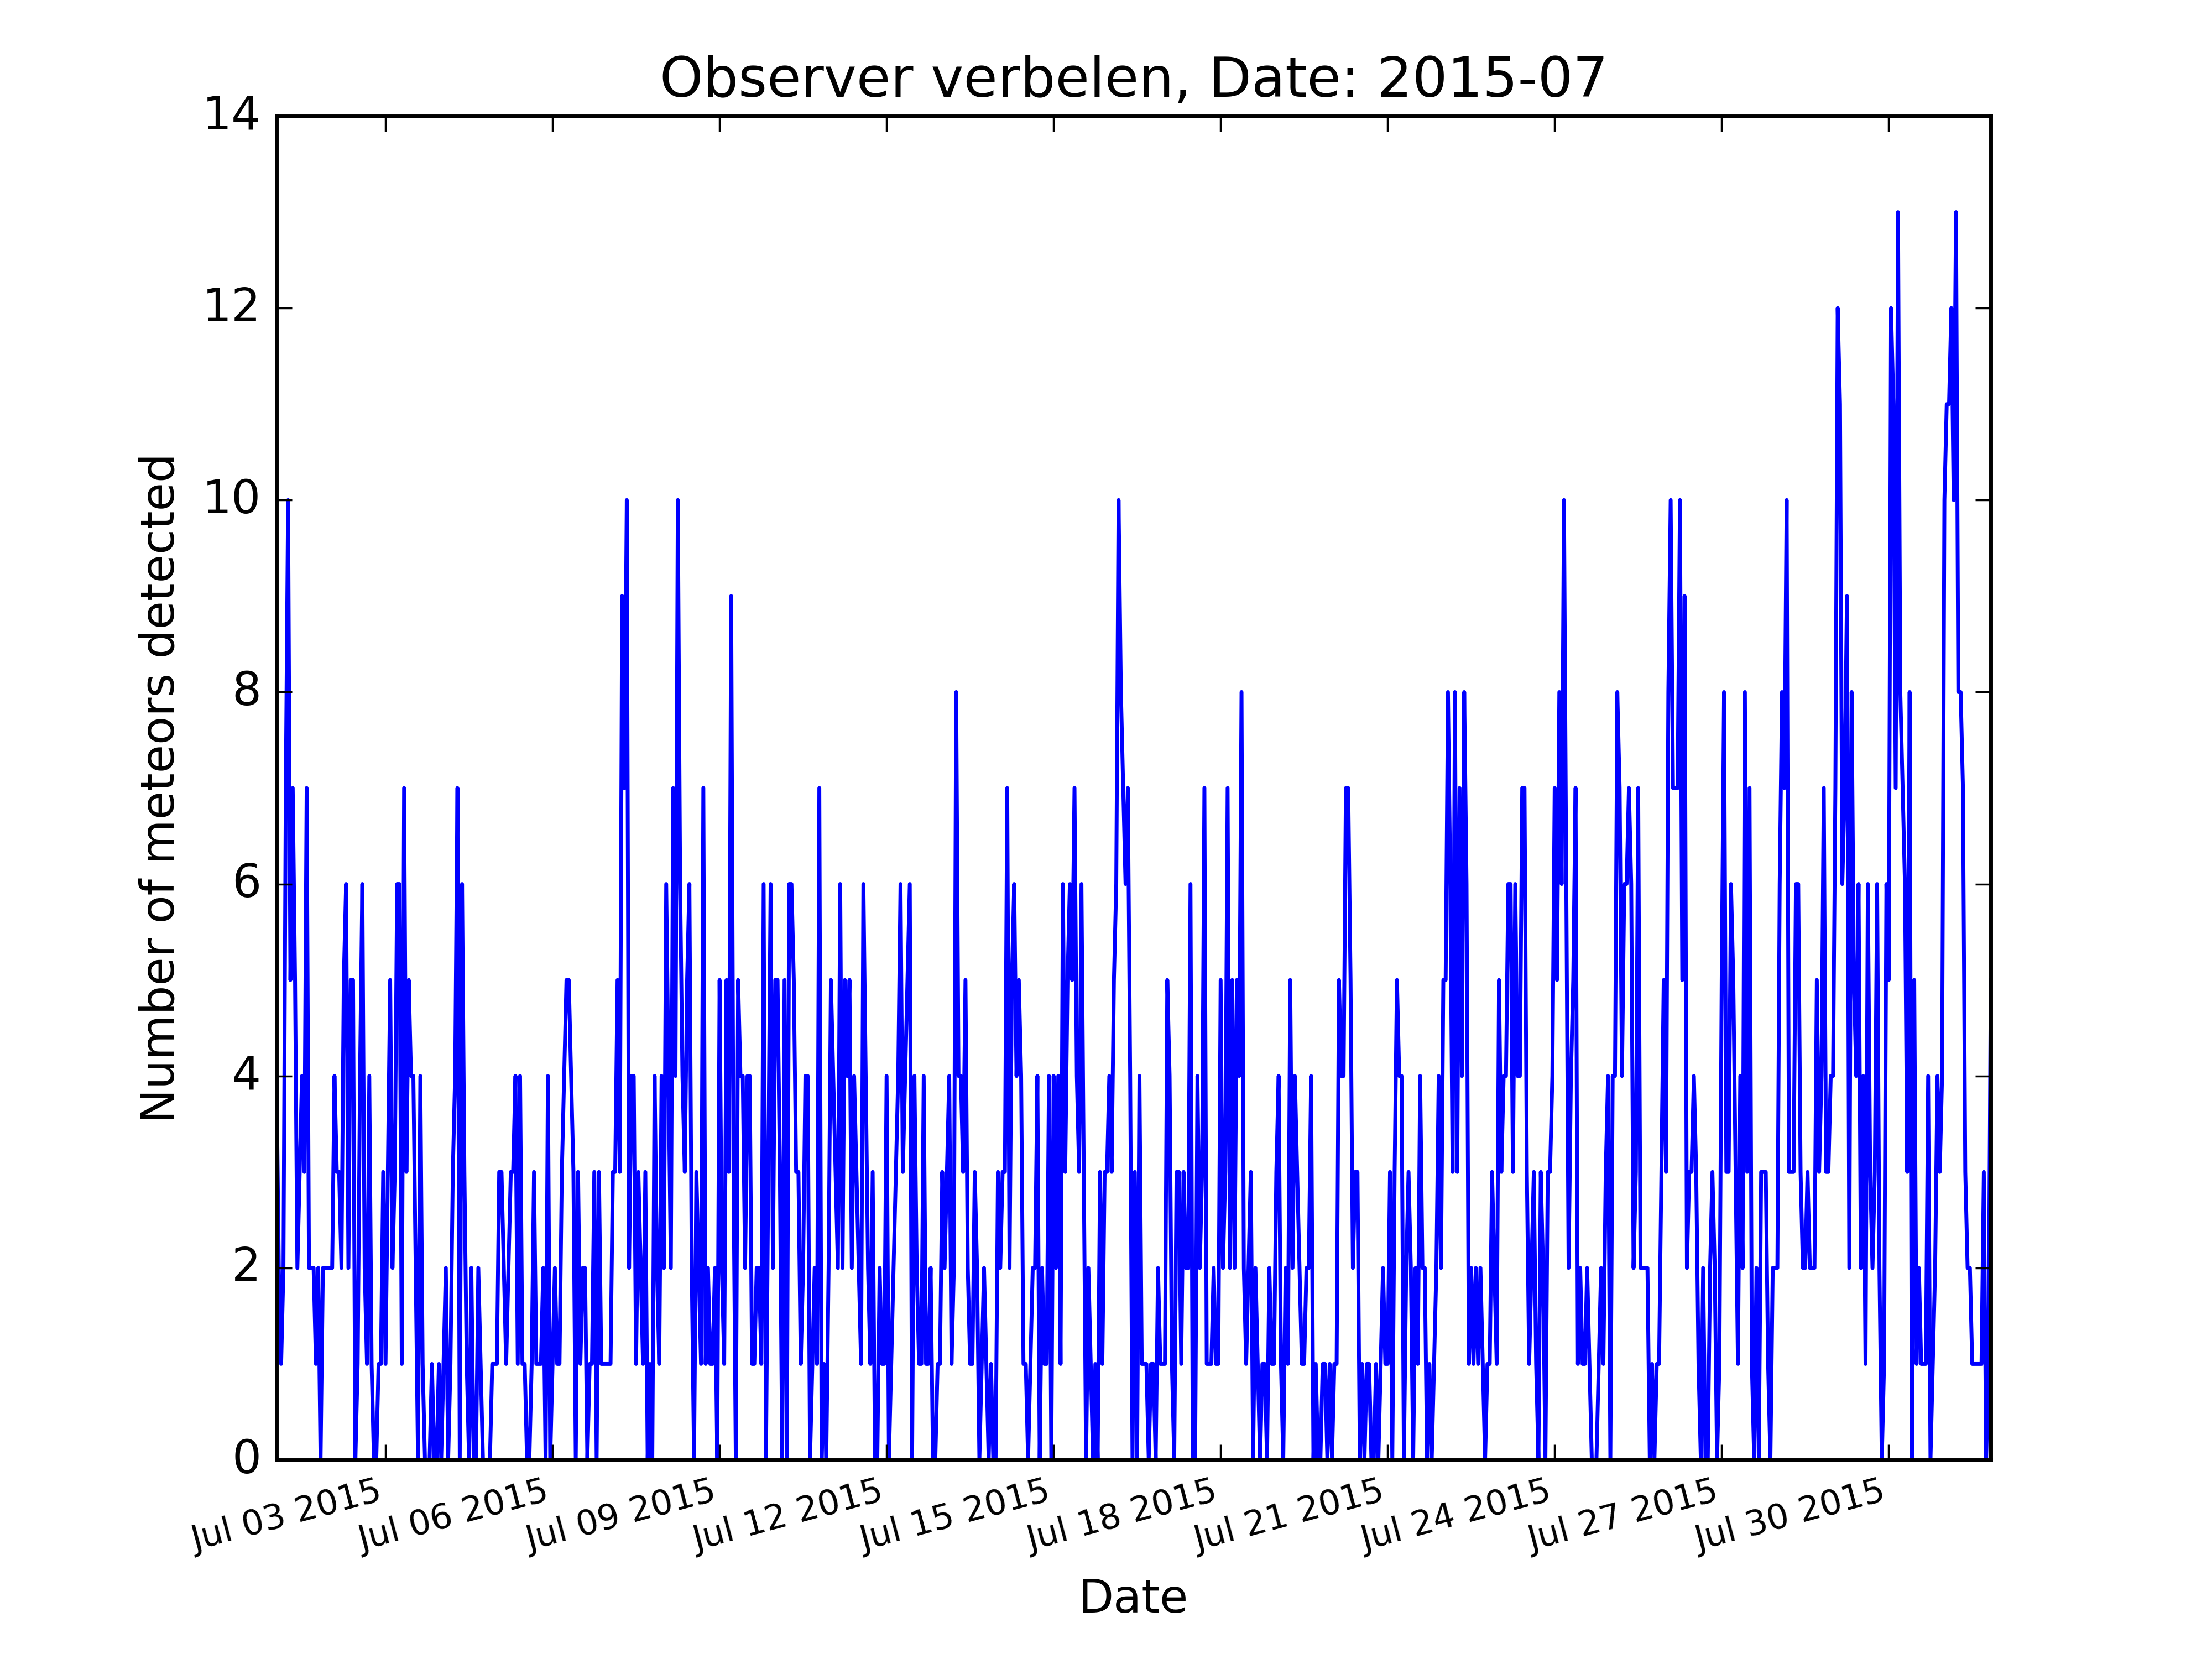 Observer verbelen, Date: 2015-07
14
12
10
8
6
4
2
0
Number of meteors detected
Jul 03 2015
Jul 06 2015
Jul 09 2015
Jul 12 2015
Jul 15 2015
Jul 18 2015
Jul 21 2015
Jul 24 2015
Jul 27 2015
Jul 30 2015
Date